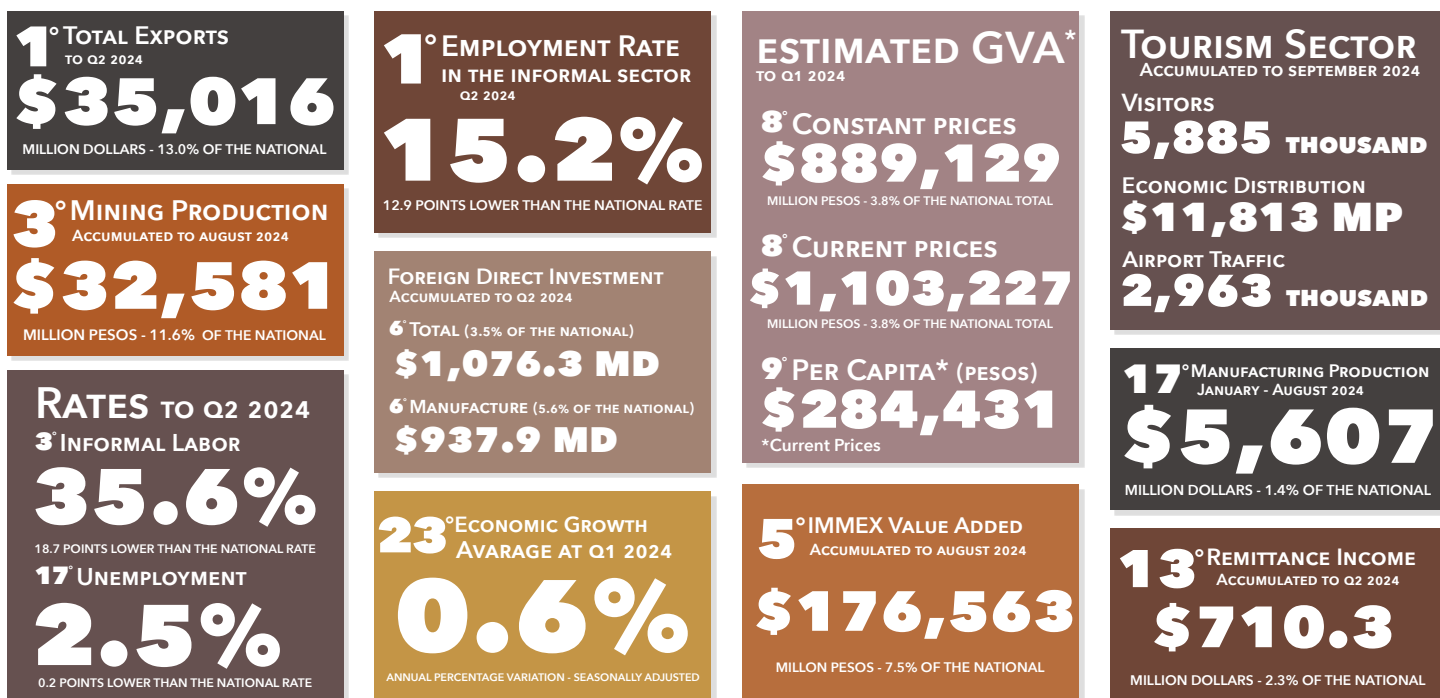 1° Total Exports
to Q2 2024
$35,016
MILLION DOLLARS - 13.0% OF THE NATIONAL
3° Mining Production
Accumulated to august 2024
$32,581
MILLION PESOS - 11.6% OF THE NATIONAL
Rates to Q2 2024
3° Informal Labor
35.6%
18.7 POINTS LOWER THAN THE NATIONAL RATE
17° Unemployment
2.5%
0.2 POINTS LOWER THAN THE NATIONAL RATE
1° Employment Rate
in the informal sector
Q2 2024
15.2%
12.9 POINTS LOWER THAN THE NATIONAL RATE
Foreign Direct Investment
Accumulated to Q2 2024
6° Total (3.5% of the national)
$1,076.3 MD
6° Manufacture (5.6% of the national)
$937.9 MD
23° Economic Growth
Avarage at Q1 2024
0.6%
ANNUAL PERCENTAGE VARIATION - SEASONALLY ADJUSTED
estimated GVA*
to Q1 2024
8° Constant prices
$889,129
MILLION PESOS - 3.8% OF THE NATIONAL TOTAL
8° Current prices
$1,103,227
MILLION PESOS - 3.8% OF THE NATIONAL TOTAL
9° Per Capita* (pesos)
$284,431
*Current Prices
5° IMMEX Value Added
Accumulated to august 2024
$176,563
MILLON PESOS - 7.5% OF THE NATIONAL
Tourism Sector
Accumulated to september 2024
Visitors
5,885 thousand
Economic Distribution
$11,813 MP
Airport Traffic
2,963 thousand
17° Manufacturing Production
January - August 2024
$5,607
MILLION DOLLARS - 1.4% OF THE NATIONAL
13° Remittance Income
Accumulated to Q2 2024
$710.3
MILLION DOLLARS - 2.3% OF THE NATIONAL